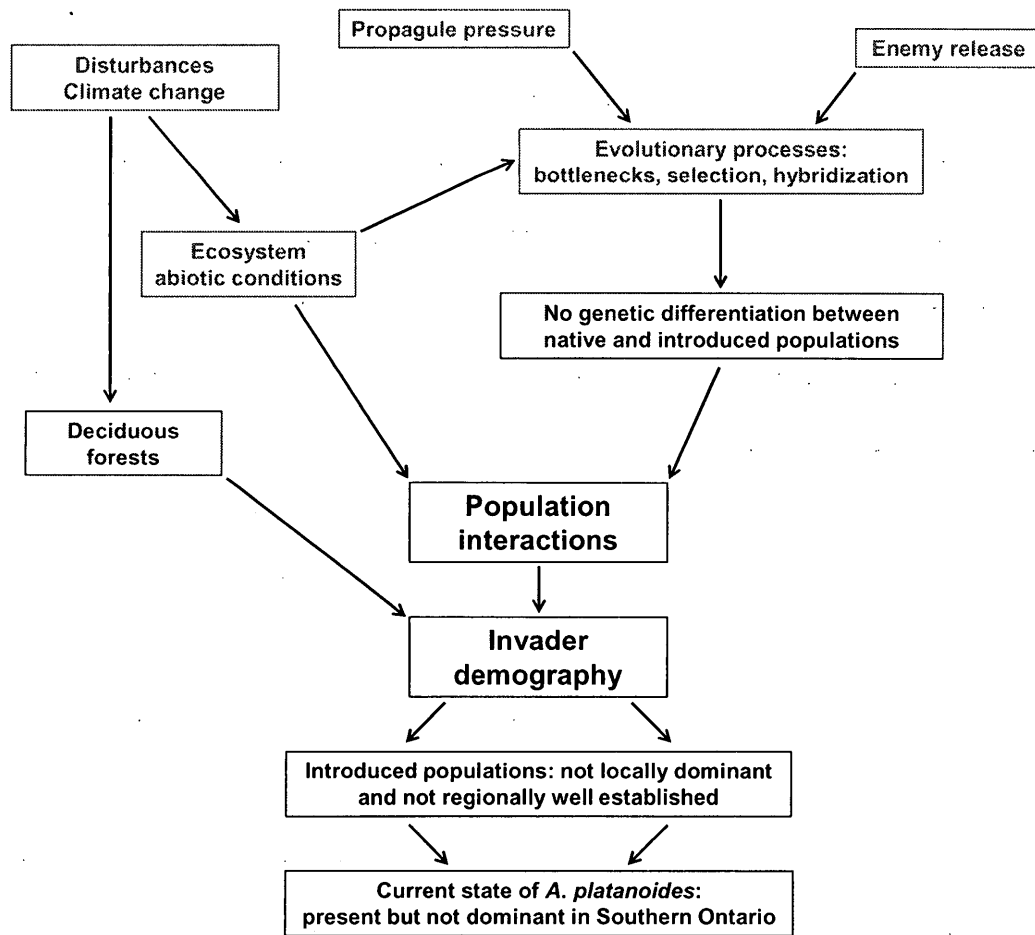 Propagule pressure
Enemy release
Disturbances
Climate change
Evolutionary processes:
bottlenecks, selection, hybridization
Ecosystem
abiotic conditions
No genetic differentiation between
native and introduced populations
Deciduous
forests
Population
interactions
Invader
demography
Introduced populations: not locally dominant
and not regionally well established
Current state of A. platanoides:
present but not dominant in Southern Ontario